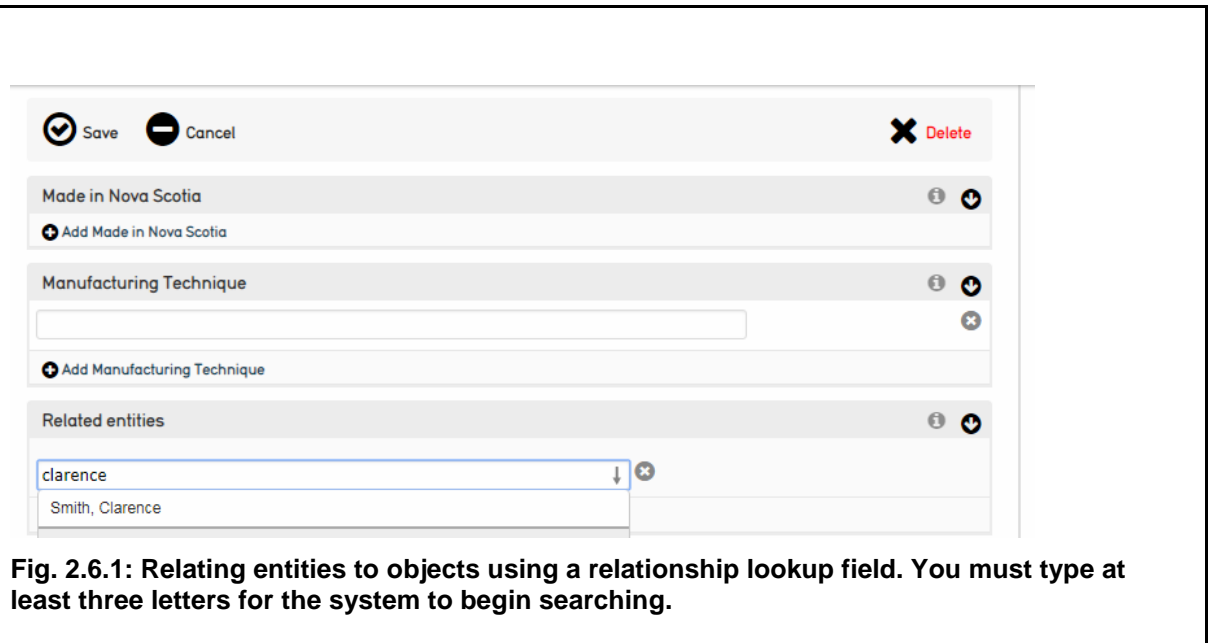 Save Cancel Delete
Made in Nova Scotia
Add Made in Nova Scotia
Manufacturing Technique
Add Manufacturing Technique
Related entities
clarence
Smith, Clarence
Fig. 2.6.1: Relating entities to objects using a relationship lookup field. You must type at
least three letters for the system to begin searching.